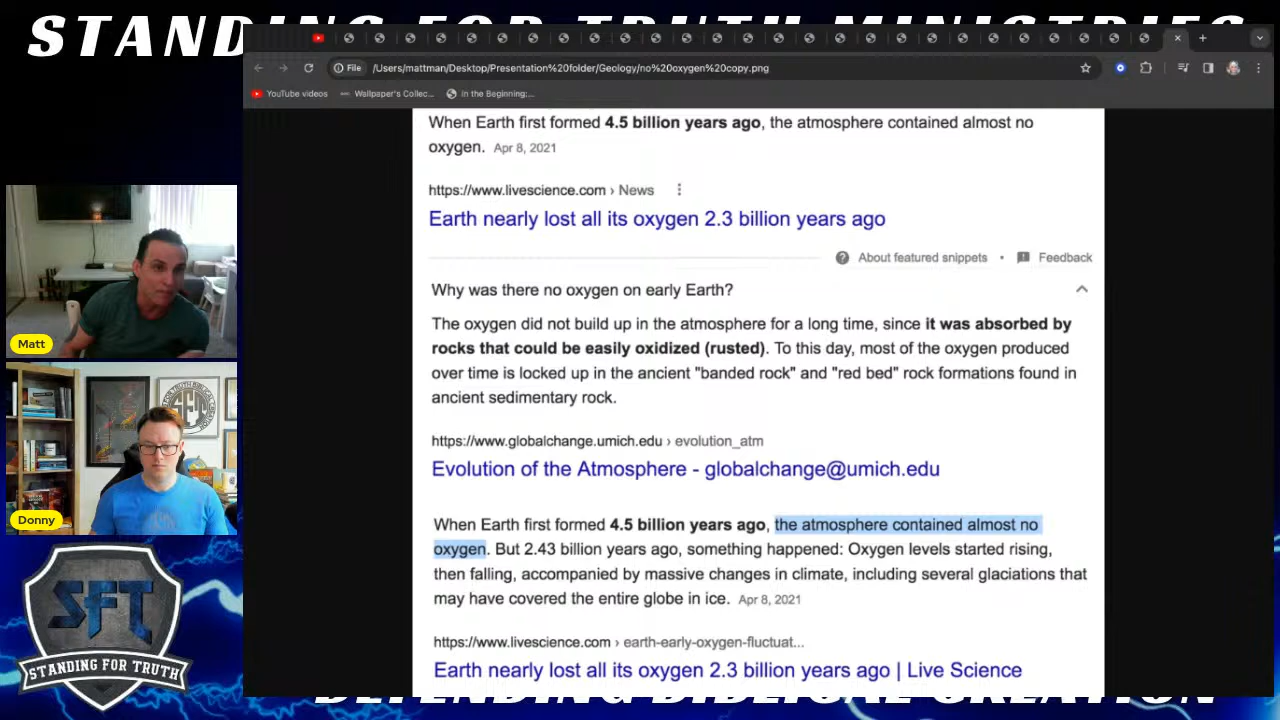 STANDING FOR TRUTH MINISTRIES
File /Users/mattman/Desktop/Presentation%20folder/Geology/no%20oxygen%20copy.png
YouTube videos Wallpaper's Collec... In the Beginning:...
When Earth first formed 4.5 billion years ago, the atmosphere contained almost no
oxygen. Apr 8, 2021
https://www.livescience.com › News
Earth nearly lost all its oxygen 2.3 billion years ago
About featured snippets • Feedback
Why was there no oxygen on early Earth?
The oxygen did not build up in the atmosphere for a long time, since it was absorbed by
rocks that could be easily oxidized (rusted). To this day, most of the oxygen produced
over time is locked up in the ancient "banded rock" and "red bed" rock formations found in
ancient sedimentary rock.
https://www.globalchange.umich.edu › evolution_atm
Evolution of the Atmosphere - globalchange@umich.edu
When Earth first formed 4.5 billion years ago, the atmosphere contained almost no
oxygen. But 2.43 billion years ago, something happened: Oxygen levels started rising,
then falling, accompanied by massive changes in climate, including several glaciations that
may have covered the entire globe in ice. Apr 8, 2021
https://www.livescience.com › earth-early-oxygen-fluctuat...
Earth nearly lost all its oxygen 2.3 billion years ago | Live Science
Matt
Donny
SFT
SFT
STANDING FOR TRUTH
DEFENDING BIBLICAL CREATION